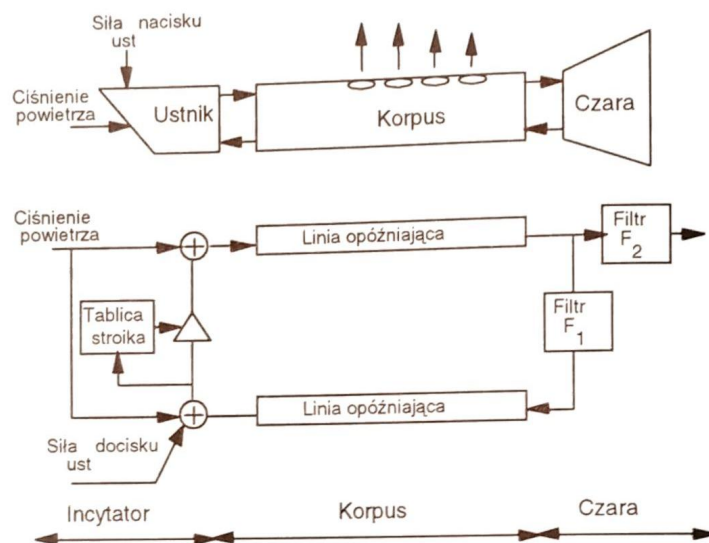 Siła nacisku
ust
Ciśnienie
powietrza
Ustnik
Korpus
Czara
Ciśnienie
powietrza
Linia opóźniająca
Filtr
F2
Tablica
stroika
Filtr
F1
Linia opóźniająca
Siła docisku
ust
Incytator
Korpus
Czara